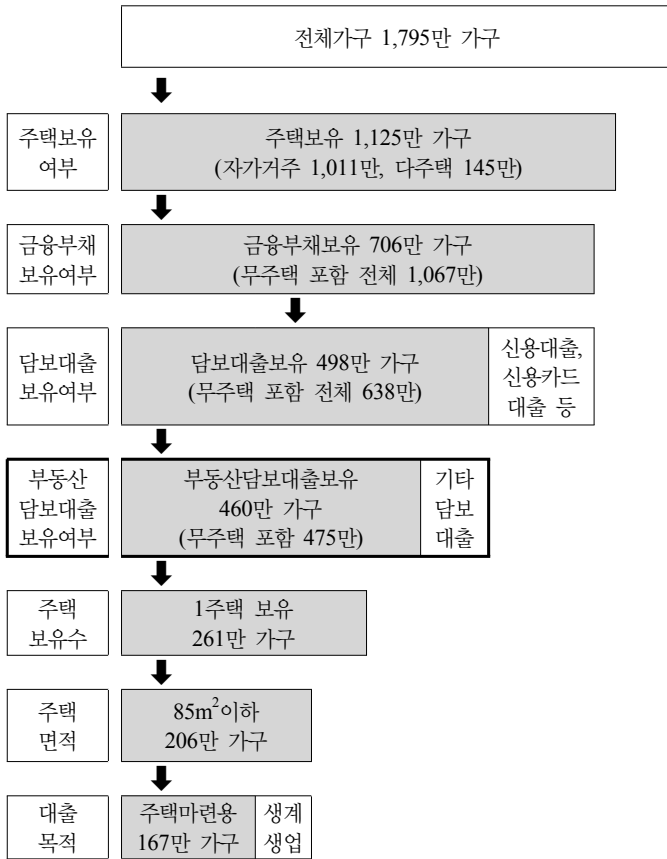 전체가구 1,795만 가구
주택보유
여부
주택보유 1,125만 가구
(자가거주 1,011만, 다주택 145만)
금융부채
보유여부
금융부채보유 706만 가구
(무주택 포함 전체 1,067만)
담보대출
보유여부
담보대출보유 498만 가구
(무주택 포함 전체 638만)
신용대출,
신용카드
대출 등
부동산
담보대출
보유여부
부동산담보대출보유
460만 가구
(무주택 포함 475만)
기타
담보
대출
주택
보유수
1주택 보유
261만 가구
주택
면적
85m²이하
206만 가구
대출
목적
주택마련용
167만 가구
생계
생업